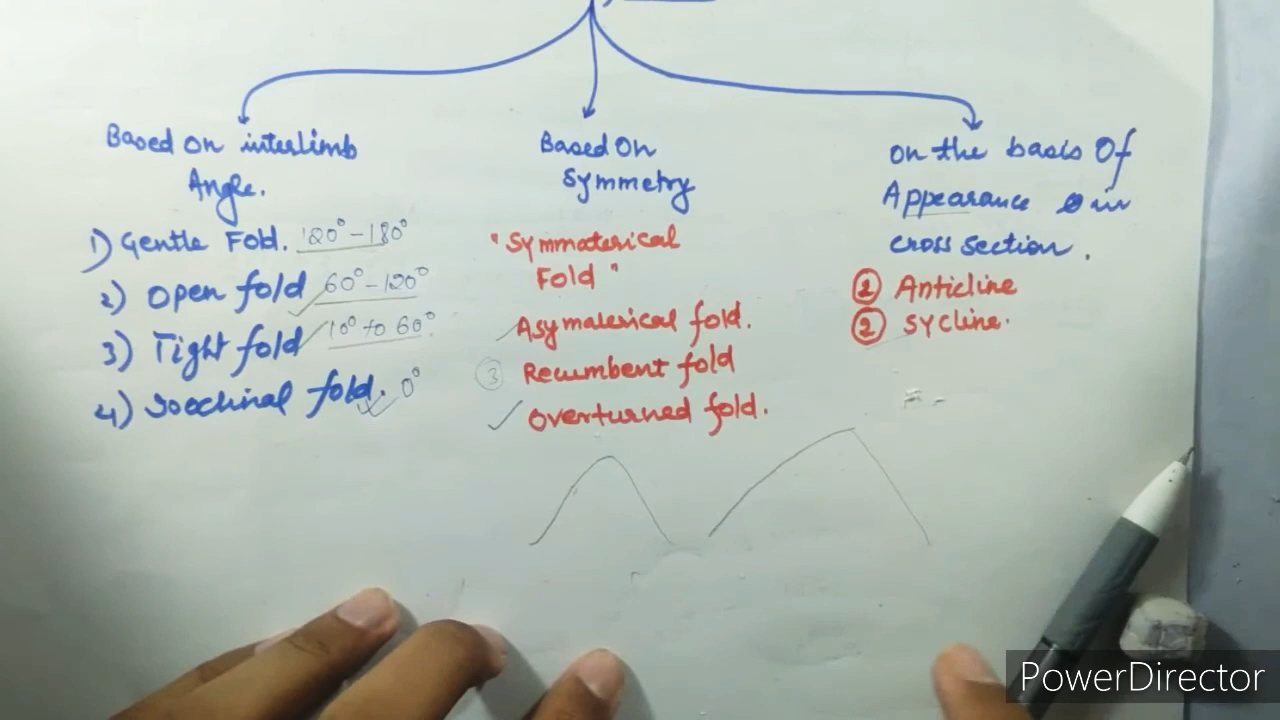 Based on interlimb
Angle.
1) Gentle Fold. 120° - 180°
2) Open fold 60° - 120°
3) Tight fold 10° to 60°
4) Isoclinal fold. 0°
Based On
Symmetry
"Symmaterical
Fold"
Asymaterical fold.
3 Recumbent fold
Overturned fold.
on the basis Of
Appearance in
cross section.
1 Anticline
2 Sycline.
PowerDirector